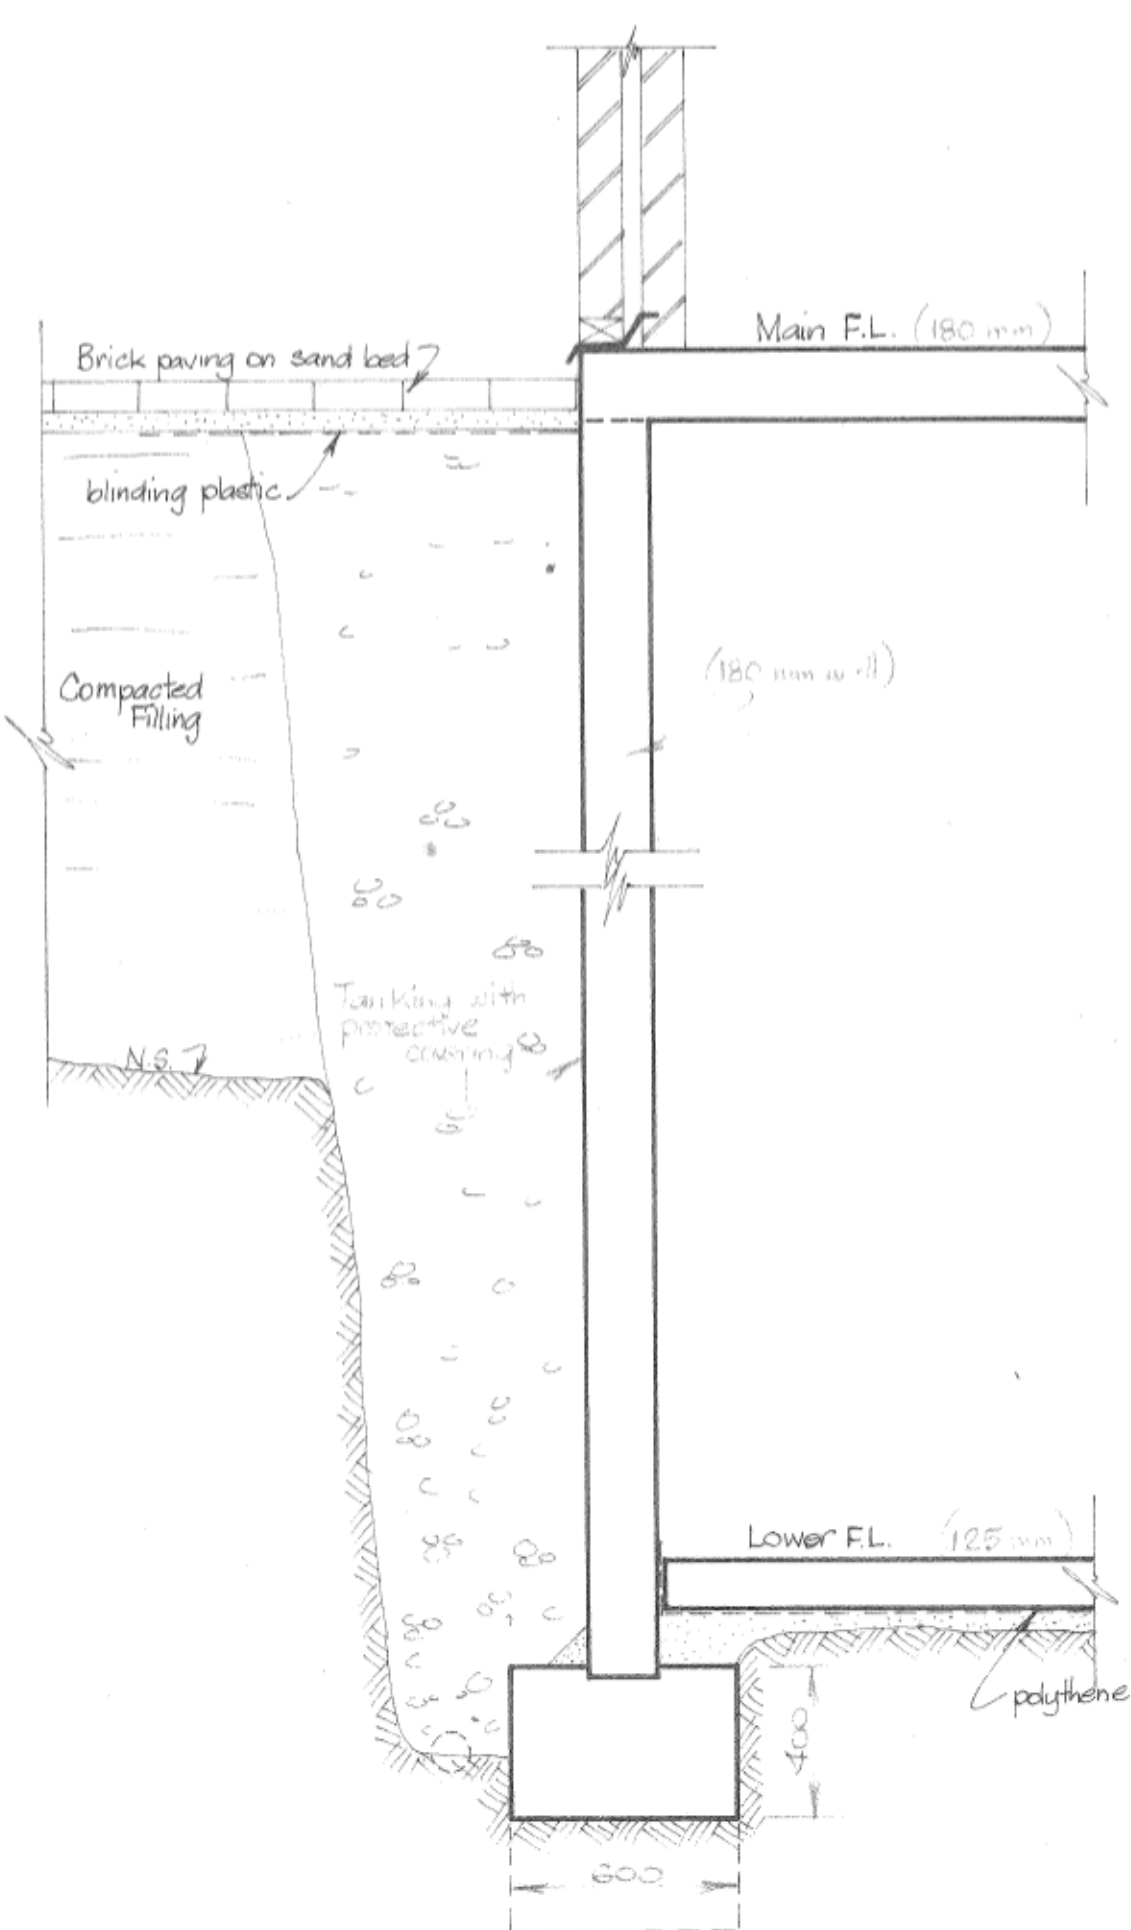 Main F.L. (180 mm)
Brick paving on sand bed
blinding plastic
(180 mm wall)
Compacted
Filling
Tanking with
protective
covering
N.S.
Lower F.L. (125 mm)
polythene
400
600